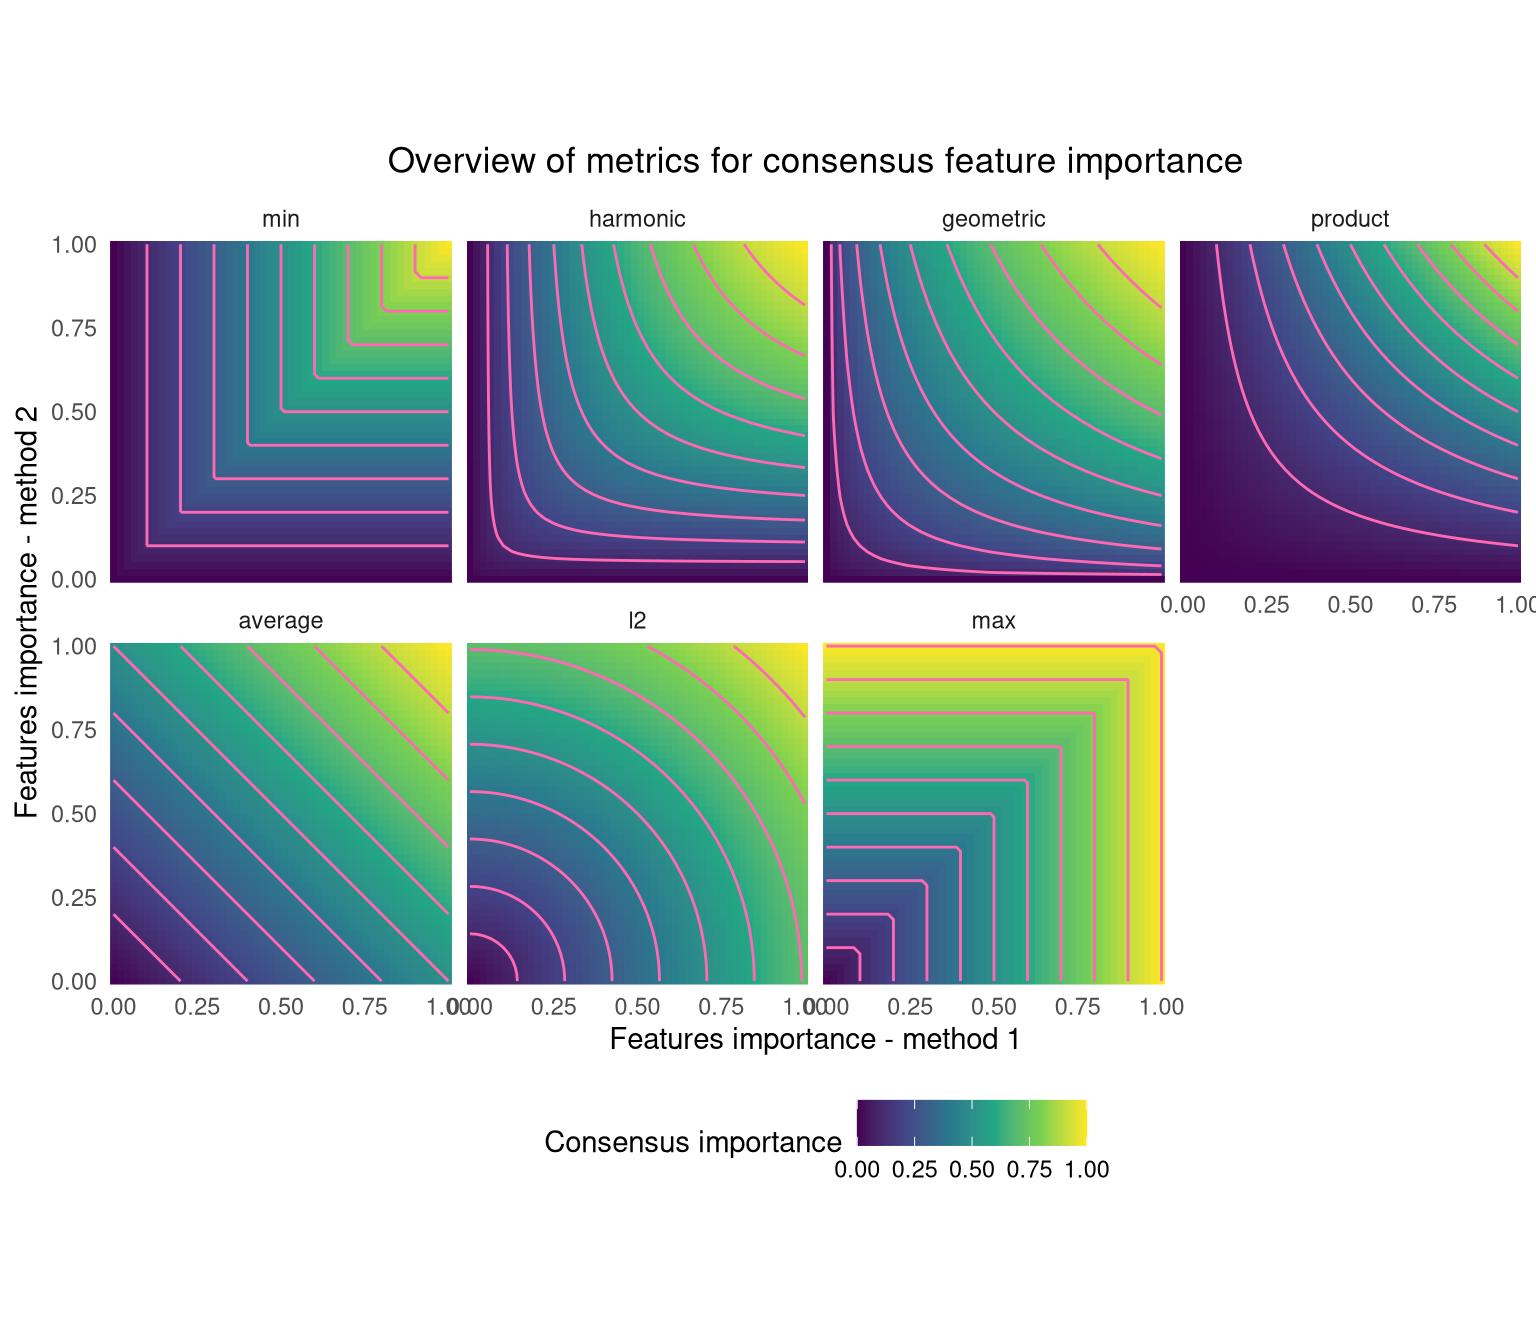 Overview of metrics for consensus feature importance
min harmonic geometric product
1.00
0.75
0.50
0.25
0.00
0.00 0.25 0.50 0.75 1.00
average l2 max
1.00
0.75
0.50
0.25
0.00
0.00 0.25 0.50 0.75 1.00 0.00 0.25 0.50 0.75 1.00 0.00 0.25 0.50 0.75 1.00
Features importance - method 2
Features importance - method 1
Consensus importance
0.00 0.25 0.50 0.75 1.00